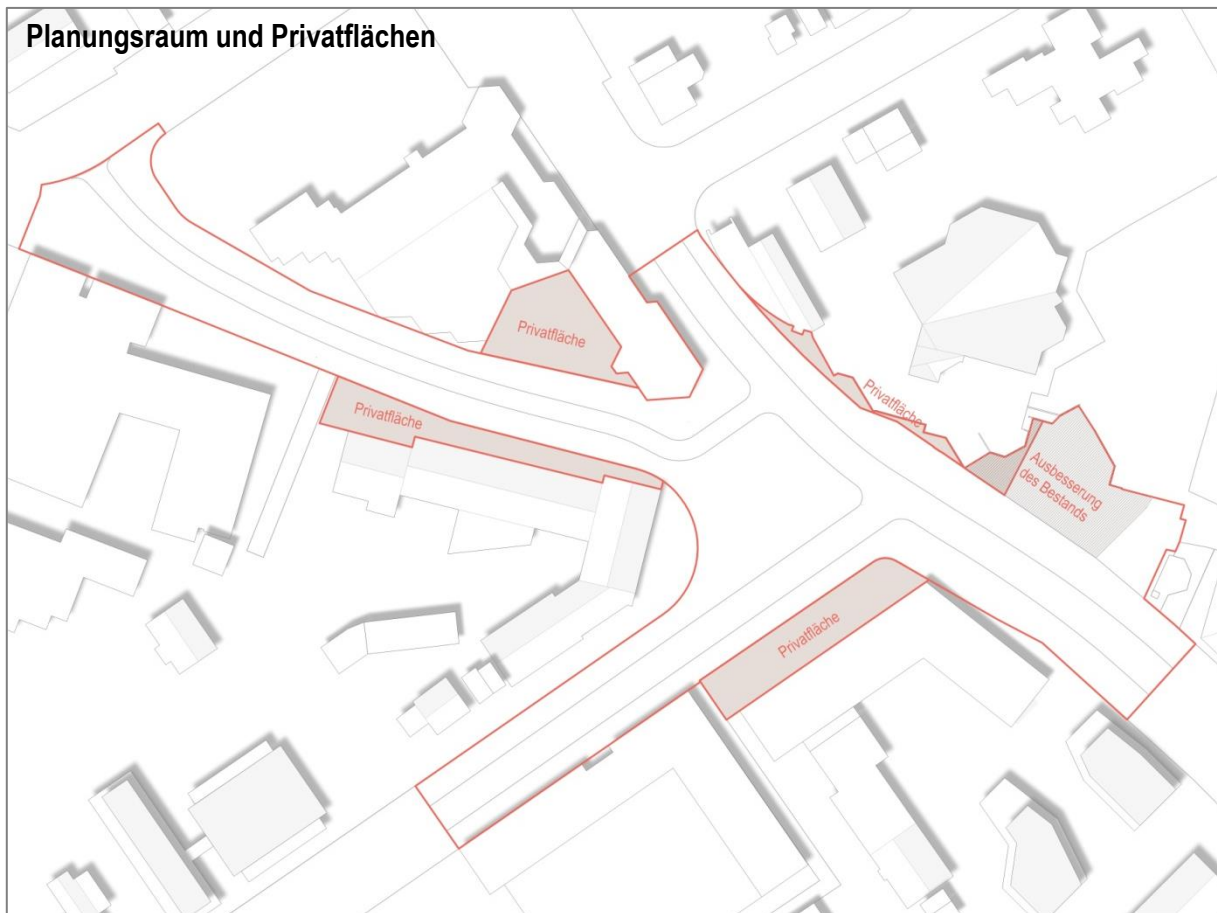 Planungsraum und Privatflächen
Privatfläche
Privatfläche
Privatfläche
Ausbesserung
des Bestands
Privatfläche